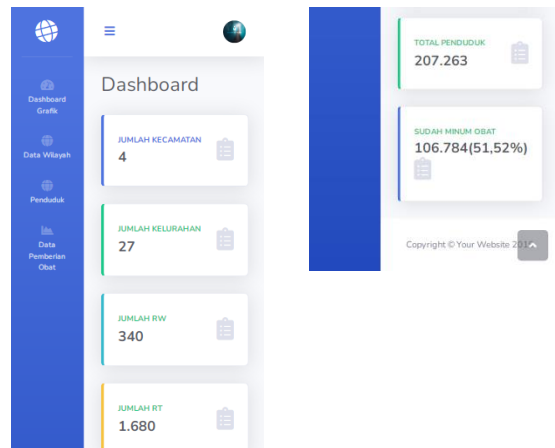 Dashboard
Grafik
Data Wilayah
Penduduk
Data
Pemberian
Obat
Dashboard
JUMLAH KECAMATAN
4
JUMLAH KELURAHAN
27
JUMLAH RW
340
JUMLAH RT
1.680
TOTAL PENDUDUK
207.263
SUDAH MINUM OBAT
106.784(51,52%)
Copyright © Your Website